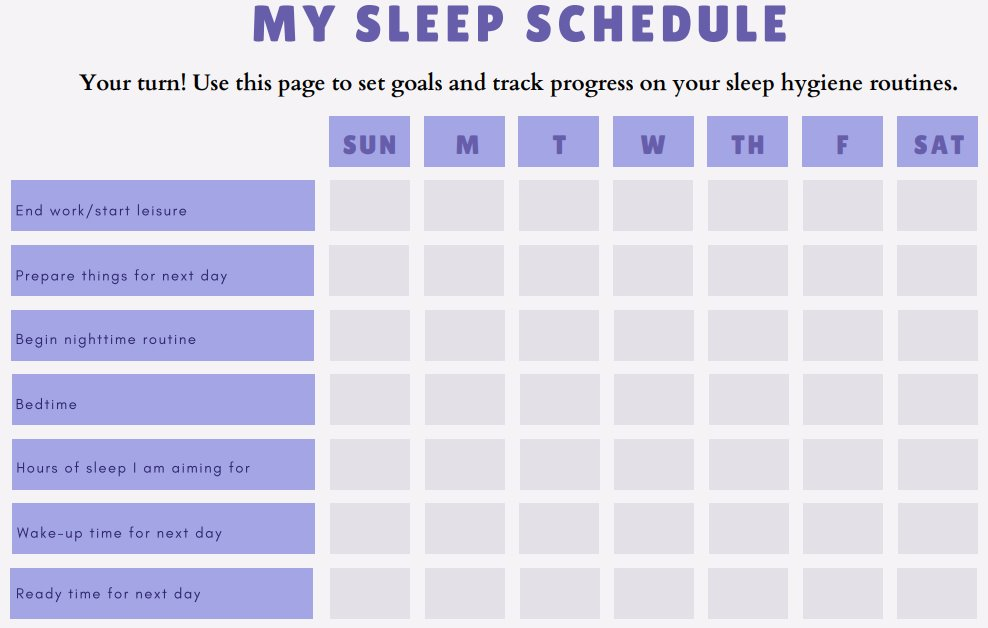 MY SLEEP SCHEDULE
Your turn! Use this page to set goals and track progress on your sleep hygiene routines.
SUN M T W TH F SAT
End work/start leisure
Prepare things for next day
Begin nighttime routine
Bedtime
Hours of sleep I am aiming for
Wake-up time for next day
Ready time for next day